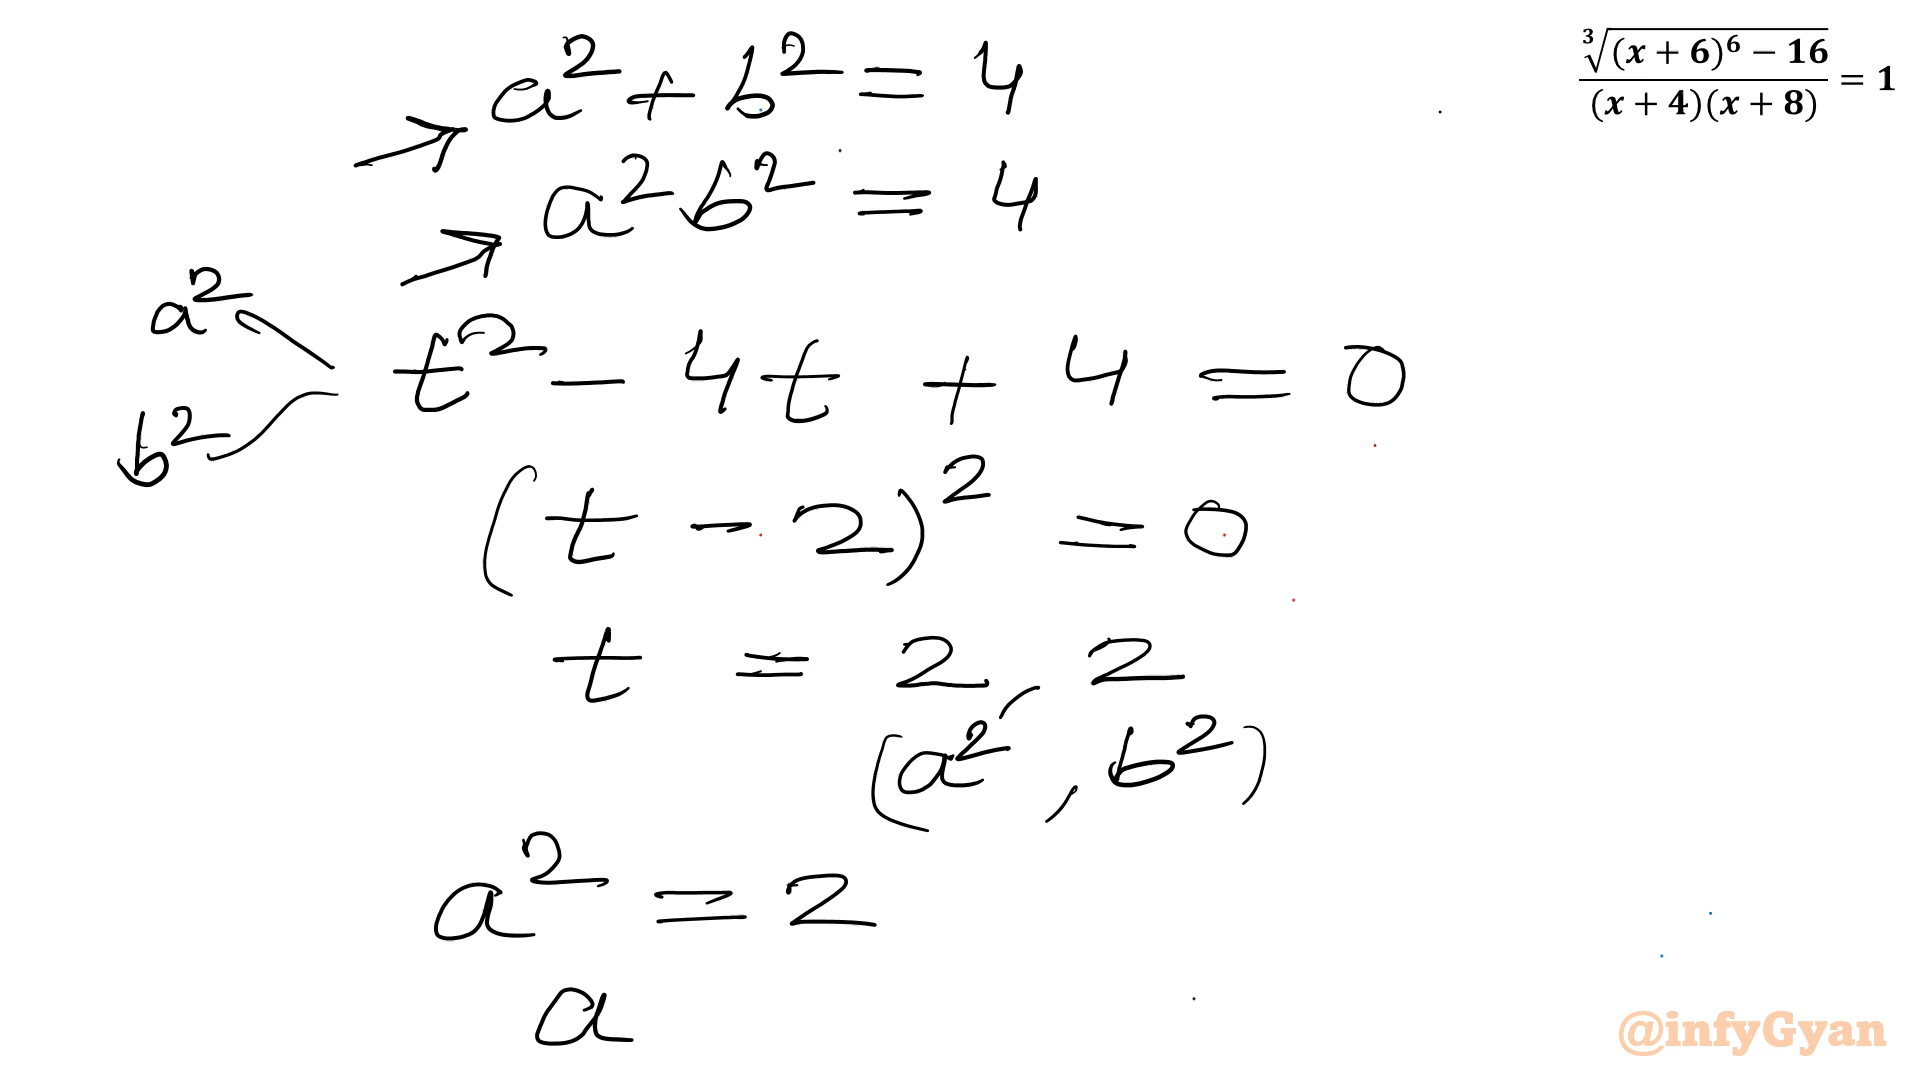 a² + b² = 4
a²b² = 4
a²
b²
t² − 4t + 4 = 0
(t − 2)² = 0
t = 2, 2
(a², b²)
a² = 2
a
∛((x + 6)⁶ − 16) / ((x + 4)(x + 8)) = 1
@infyGyan